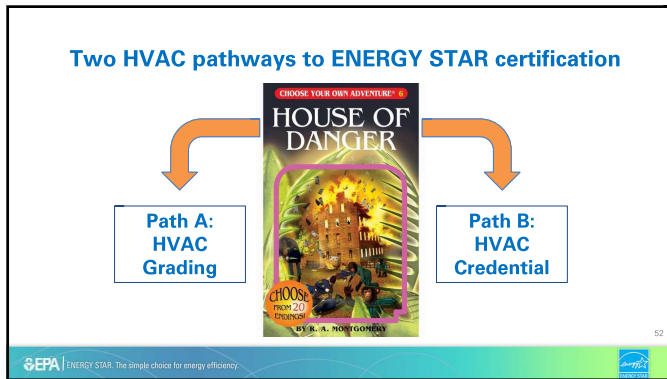 Two HVAC pathways to ENERGY STAR certification
CHOOSE YOUR OWN ADVENTURE® 6
HOUSE OF
DANGER
Path A:
HVAC
Grading
Path B:
HVAC
Credential
CHOOSE
FROM 20
ENDINGS!
BY R. A. MONTGOMERY
52
EPA ENERGY STAR. The simple choice for energy efficiency.
ENERGY STAR